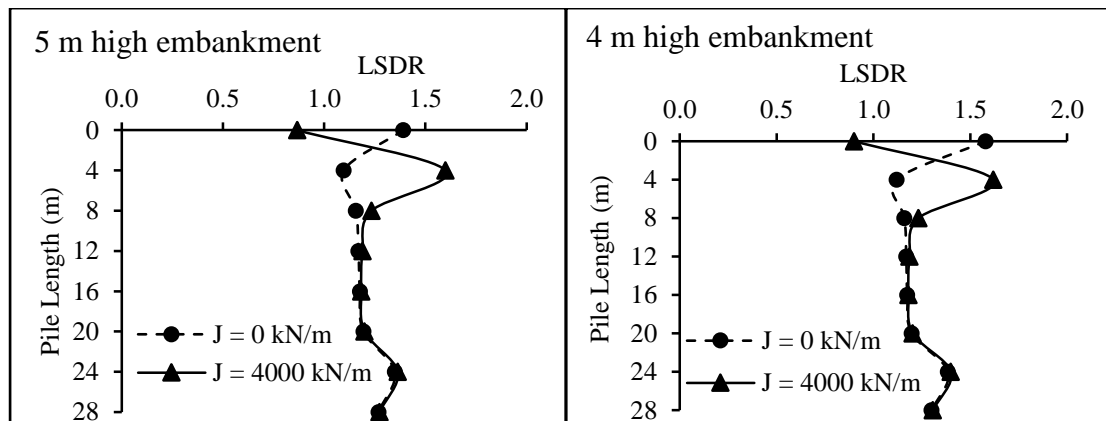 5 m high embankment
LSDR
0.0 0.5 1.0 1.5 2.0
0
4
8
12
16
20
24
28
Pile Length (m)
J = 0 kN/m
J = 4000 kN/m
4 m high embankment
LSDR
0.0 0.5 1.0 1.5 2.0
0
4
8
12
16
20
24
28
Pile Length (m)
J = 0 kN/m
J = 4000 kN/m